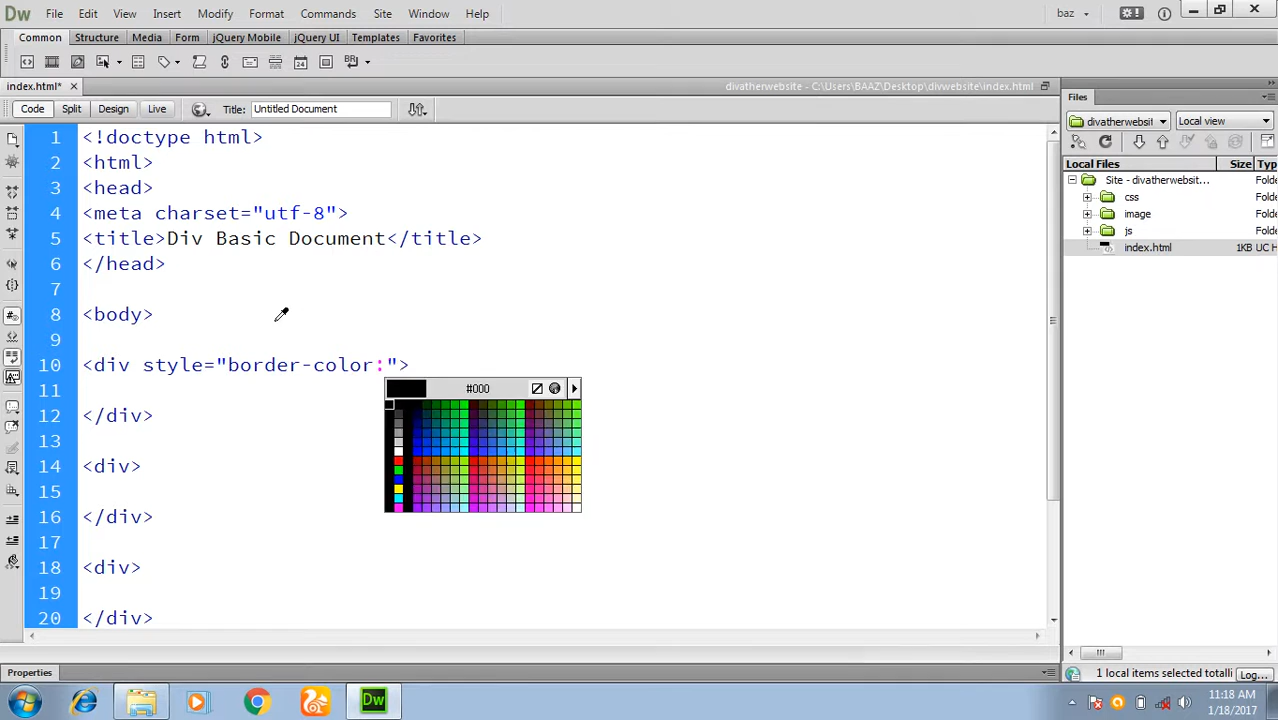 Dw File Edit View Insert Modify Format Commands Site Window Help baz
Common Structure Media Form jQuery Mobile jQuery UI Templates Favorites
BR
index.html* divatherwebsite - C:\Users\BAAZ\Desktop\divwebsite\index.html
Code Split Design Live Title: Untitled Document
1 <!doctype html>
2 <html>
3 <head>
4 <meta charset="utf-8">
5 <title>Div Basic Document</title>
6 </head>
7
8 <body>
9
10 <div style="border-color:">
#000
11
12 </div>
13
14 <div>
15
16 </div>
17
18 <div>
19
20 </div>
Properties
Files
divatherwebsit Local view
Local Files Size Typ
Site - divatherwebsit... Folde
css Folde
image Folde
js Folde
index.html 1KB UC H
1 local items selected totalli Log...
Dw
11:18 AM
1/18/2017